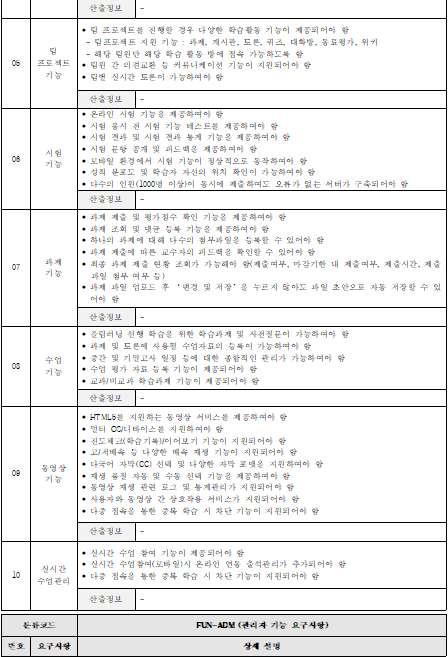 산출정보 -
05 팀 프로젝트 기능
• 팀 프로젝트를 진행할 경우 다양한 학습활동 기능이 제공되어야 함
- 팀프로젝트 지원 기능 : 과제, 게시판, 토론, 퀴즈, 대화방, 동료평가, 위키
- 해당 팀원만 해당 학습 활동 방에 접속 가능하도록 함
• 팀원 간 의견교환 등 커뮤니케이션 기능이 지원되어야 함
• 팀별 실시간 토론이 가능하여야 함
산출정보 -
06 시험 기능
• 온라인 시험 기능을 제공하여야 함
• 시험 응시 전 시험 기능 테스트를 제공하여야 함
• 시험 결과 및 시험 결과 통계 기능을 제공하여야 함
• 시험 문항 공개 및 피드백을 제공하여야 함
• 모바일 환경에서 시험 기능이 정상적으로 동작하여야 함
• 성적 분포도 및 학습자 자신의 위치 확인이 가능하여야 함
• 다수의 인원(1000명 이상)이 동시에 제출하여도 오류가 없는 서버가 구축되어야 함
산출정보 -
07 과제 기능
• 과제 제출 및 평가점수 확인 기능을 제공하여야 함
• 과제 조회 및 댓글 등록 기능을 제공하여야 함
• 하나의 과제에 대해 다수의 첨부파일을 등록할 수 있어야 함
• 과제 제출에 따른 교수자의 피드백을 확인할 수 있어야 함
• 최종 과제 제출 현황 조회가 가능해야 함(제출여부, 마감기한 내 제출여부, 제출시간, 제출
파일 첨부 여부 등)
• 과제 파일 업로드 후 '변경 및 저장'을 누르지 않아도 파일 초안으로 자동 저장할 수 있
어야 함
산출정보 -
08 수업 기능
• 플립러닝 선행 학습을 위한 학습과제 및 사전질문이 가능하여야 함
• 과제 및 토론에 사용될 수업자료의 등록이 가능하여야 함
• 중간 및 기말고사 일정 등에 대한 종합적인 관리가 가능하여야 함
• 수업 평가 자료 등록 기능이 제공되어야 함
• 교과/비교과 학습과제 기능이 제공되어야 함
산출정보 -
09 동영상 기능
• HTML5를 지원하는 동영상 서비스를 제공하여야 함
• 멀티 OS/디바이스를 지원하여야 함
• 진도체크(학습기록)/이어보기 기능이 지원되어야 함
• 고/저배속 등 다양한 배속 재생 기능이 지원되어야 함
• 다국어 자막(CC) 선택 및 다양한 자막 포맷을 지원하여야 함
• 재생 품질 자동 및 수동 선택 기능을 제공하여야 함
• 동영상 재생 관련 로그 및 통계관리가 지원되어야 함
• 사용자와 동영상 간 상호작용 서비스가 지원되어야 함
• 다중 접속을 통한 중복 학습 시 차단 기능이 지원되어야 함
산출정보 -
10 실시간 수업관리
• 실시간 수업 참여 기능이 제공되어야 함
• 실시간 수업참여(모바일)시 온라인 연동 출석관리가 추가되어야 함
• 다중 접속을 통한 중복 학습 시 차단 기능이 지원되어야 함
산출정보 -
분류코드 FUN-ADM (관리자 기능 요구사항)
번호 요구사항 상세 설명